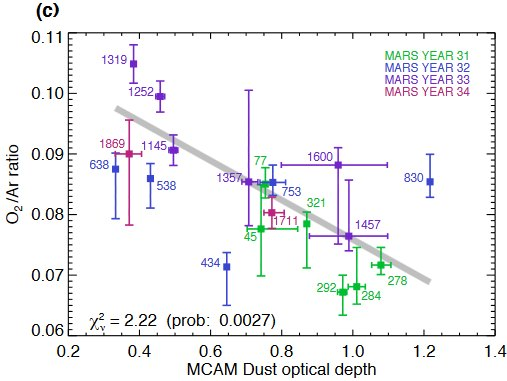 (c)
0.11
0.10
0.09
0.08
0.07
0.06
O₂/Ar ratio
MARS YEAR 31
MARS YEAR 32
MARS YEAR 33
MARS YEAR 34
1319
1252
1869
1145
638
538
77
1357
753
1600
830
321
1711
45
1457
434
278
292
284
χ²ᵥ = 2.22 (prob: 0.0027)
0.2 0.4 0.6 0.8 1.0 1.2 1.4
MCAM Dust optical depth